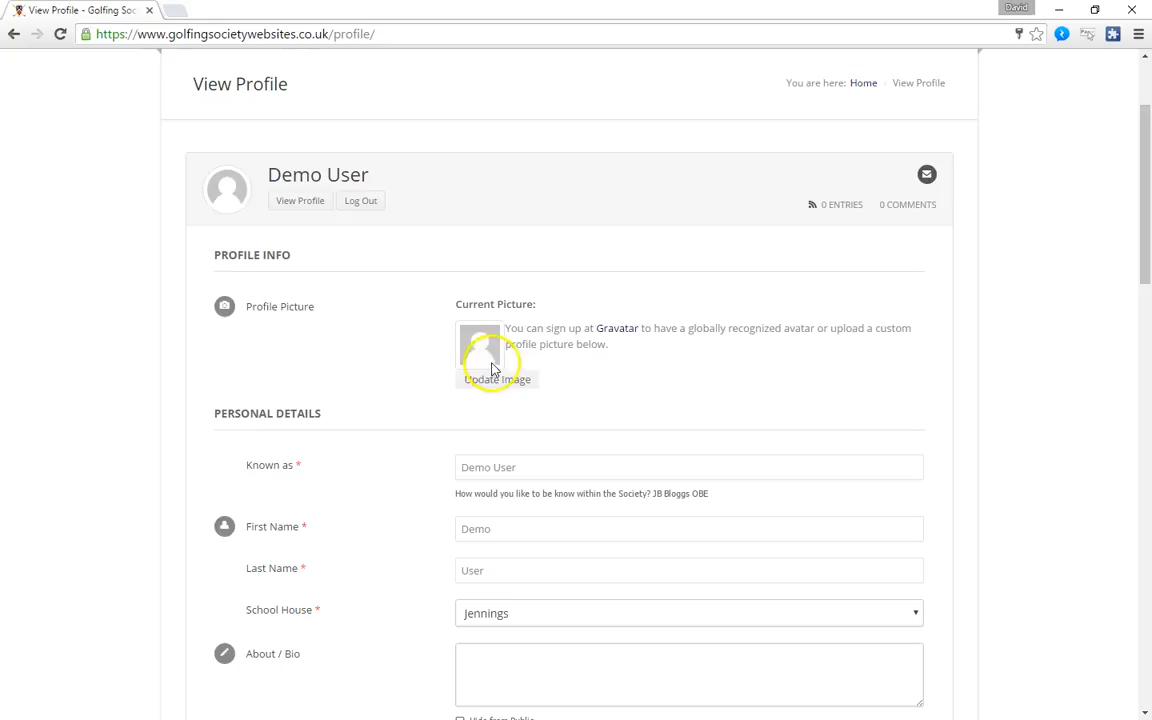 View Profile - Golfing Soc
David
https://www.golfingsocietywebsites.co.uk/profile/
View Profile
You are here: Home View Profile
Demo User
View Profile Log Out
0 ENTRIES 0 COMMENTS
PROFILE INFO
Profile Picture
Current Picture:
You can sign up at Gravatar to have a globally recognized avatar or upload a custom
profile picture below.
Update Image
PERSONAL DETAILS
Known as *
Demo User
How would you like to be know within the Society? JB Bloggs OBE
First Name *
Demo
Last Name *
User
School House *
Jennings
About / Bio
Hide from Public